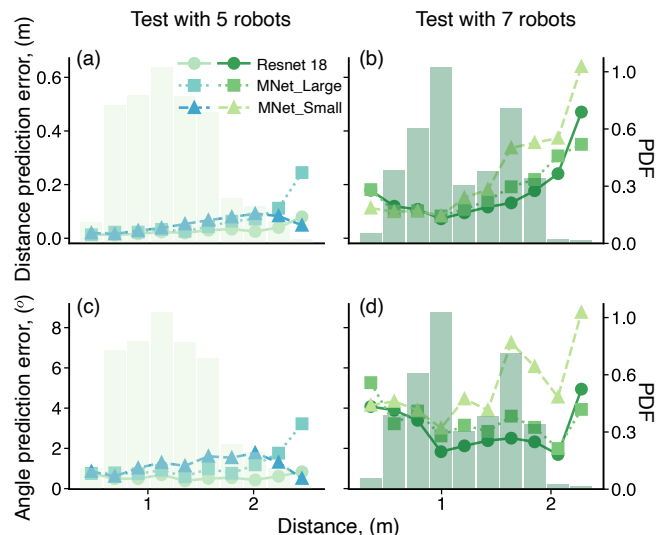 Test with 5 robots
Test with 7 robots
Distance prediction error, (m)
(a)
Resnet 18
MNet_Large
MNet_Small
0.6
0.4
0.2
0.0
(b)
1.0
0.6
0.3
0.0
PDF
Angle prediction error, (°)
(c)
8
6
4
2
0
1
2
(d)
1.0
0.6
0.3
0.0
PDF
1
2
Distance, (m)